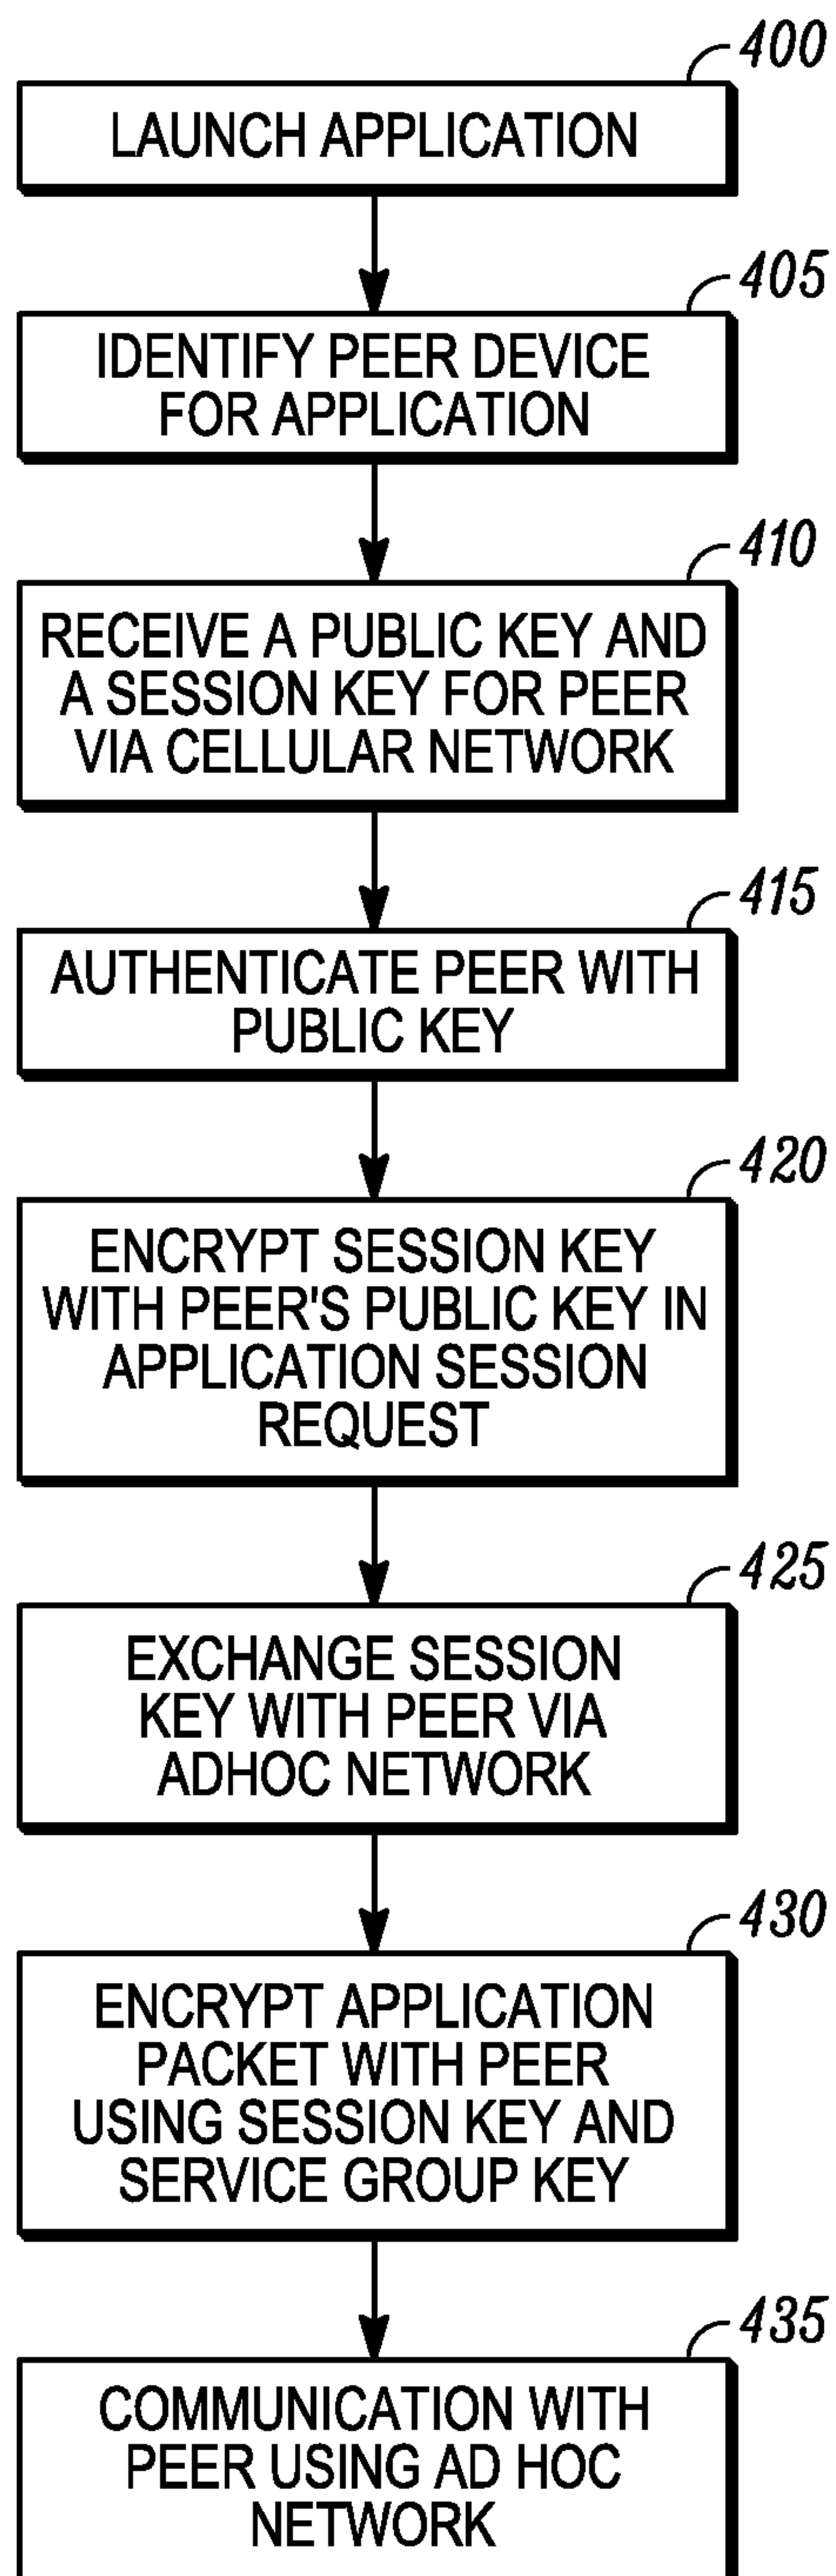 400
LAUNCH APPLICATION
405
IDENTIFY PEER DEVICE
FOR APPLICATION
410
RECEIVE A PUBLIC KEY AND
A SESSION KEY FOR PEER
VIA CELLULAR NETWORK
415
AUTHENTICATE PEER WITH
PUBLIC KEY
420
ENCRYPT SESSION KEY
WITH PEER'S PUBLIC KEY IN
APPLICATION SESSION
REQUEST
425
EXCHANGE SESSION
KEY WITH PEER VIA
ADHOC NETWORK
430
ENCRYPT APPLICATION
PACKET WITH PEER
USING SESSION KEY AND
SERVICE GROUP KEY
435
COMMUNICATION WITH
PEER USING AD HOC
NETWORK